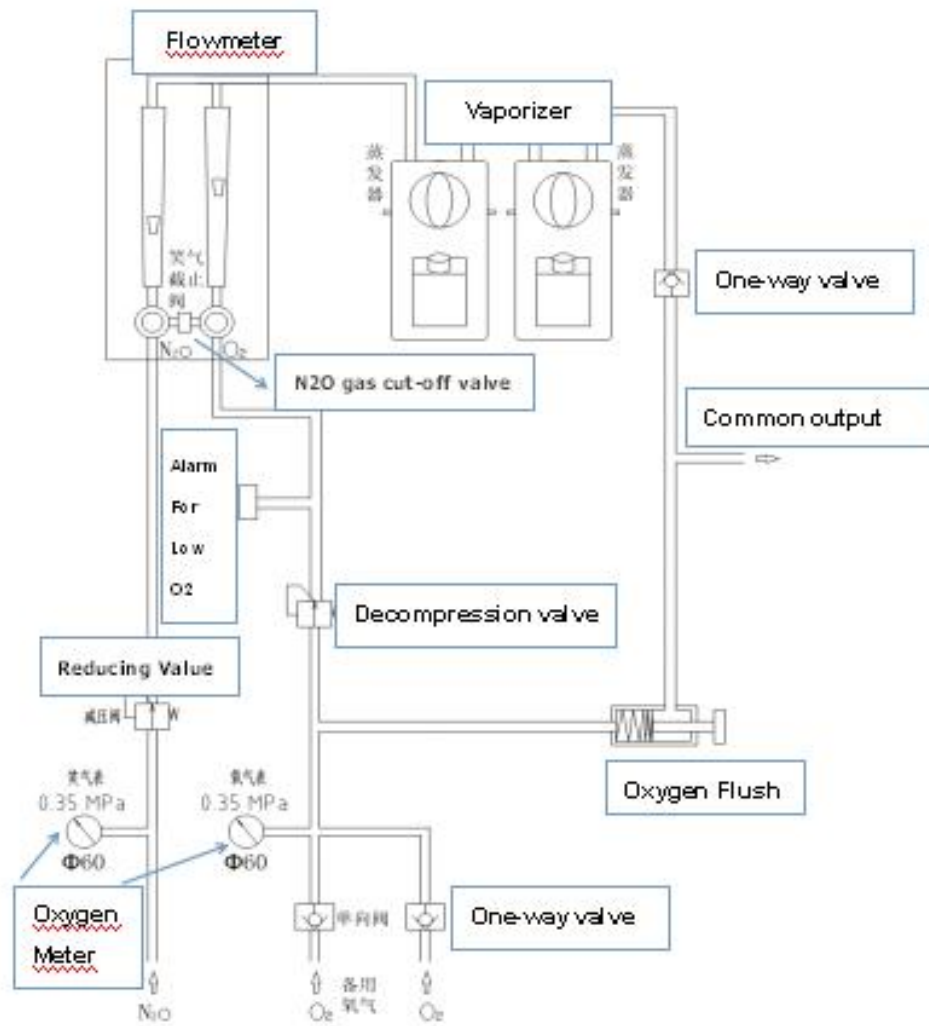 Flowmeter
Vaporizer
蒸发器
蒸发器
One-way valve
笑气
截止
阀
N₂O
O₂
N2O gas cut-off valve
Common output
Alarm
For
Low
O2
Decompression valve
Reducing Value
减压阀
W
笑气表
0.35 MPa
Φ60
氧气表
0.35 MPa
Φ60
Oxygen Flush
Oxygen
Meter
单向阀
One-way valve
N₂O
O₂
备用
氧气
O₂